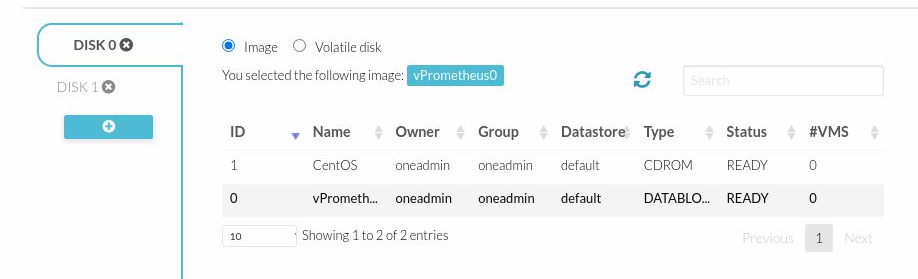 DISK 0
DISK 1
Image Volatile disk
You selected the following image: vPrometheus0
Search
ID Name Owner Group Datastore Type Status #VMS
1 CentOS oneadmin oneadmin default CDROM READY 0
0 vPrometh... oneadmin oneadmin default DATABLO... READY 0
10 Showing 1 to 2 of 2 entries
Previous 1 Next